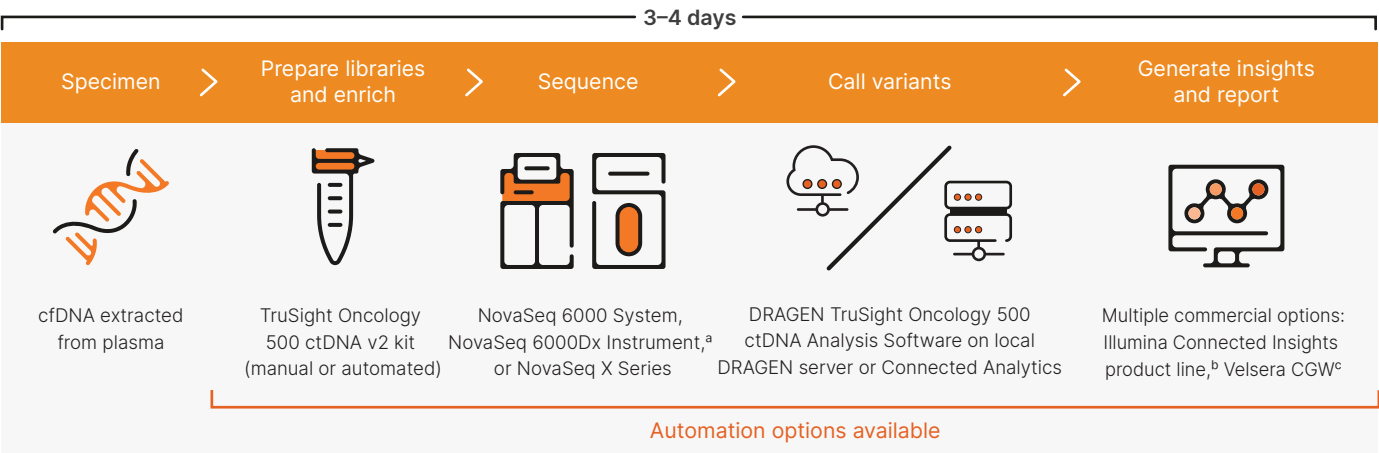 3–4 days
Specimen
Prepare libraries
and enrich
Sequence
Call variants
Generate insights
and report
cfDNA extracted
from plasma
TruSight Oncology
500 ctDNA v2 kit
(manual or automated)
NovaSeq 6000 System,
NovaSeq 6000Dx Instrument,ᵃ
or NovaSeq X Series
DRAGEN TruSight Oncology 500
ctDNA Analysis Software on local
DRAGEN server or Connected Analytics
Multiple commercial options:
Illumina Connected Insights
product line,ᵇ Velsera CGWᶜ
Automation options available